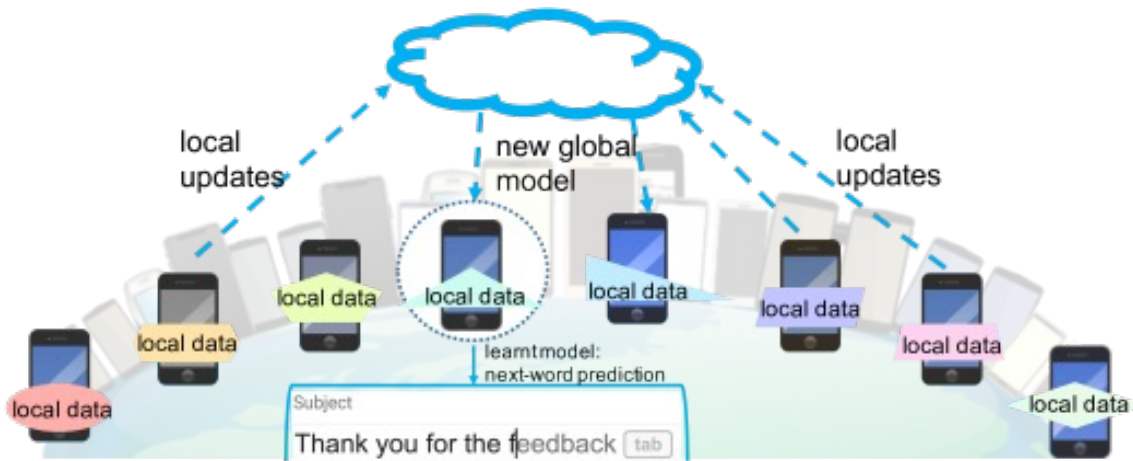 local
updates
new global
model
local
updates
local data
local data
local data
local data
local data
local data
local data
local data
learnt model:
next-word prediction
Subject
Thank you for the feedback tab